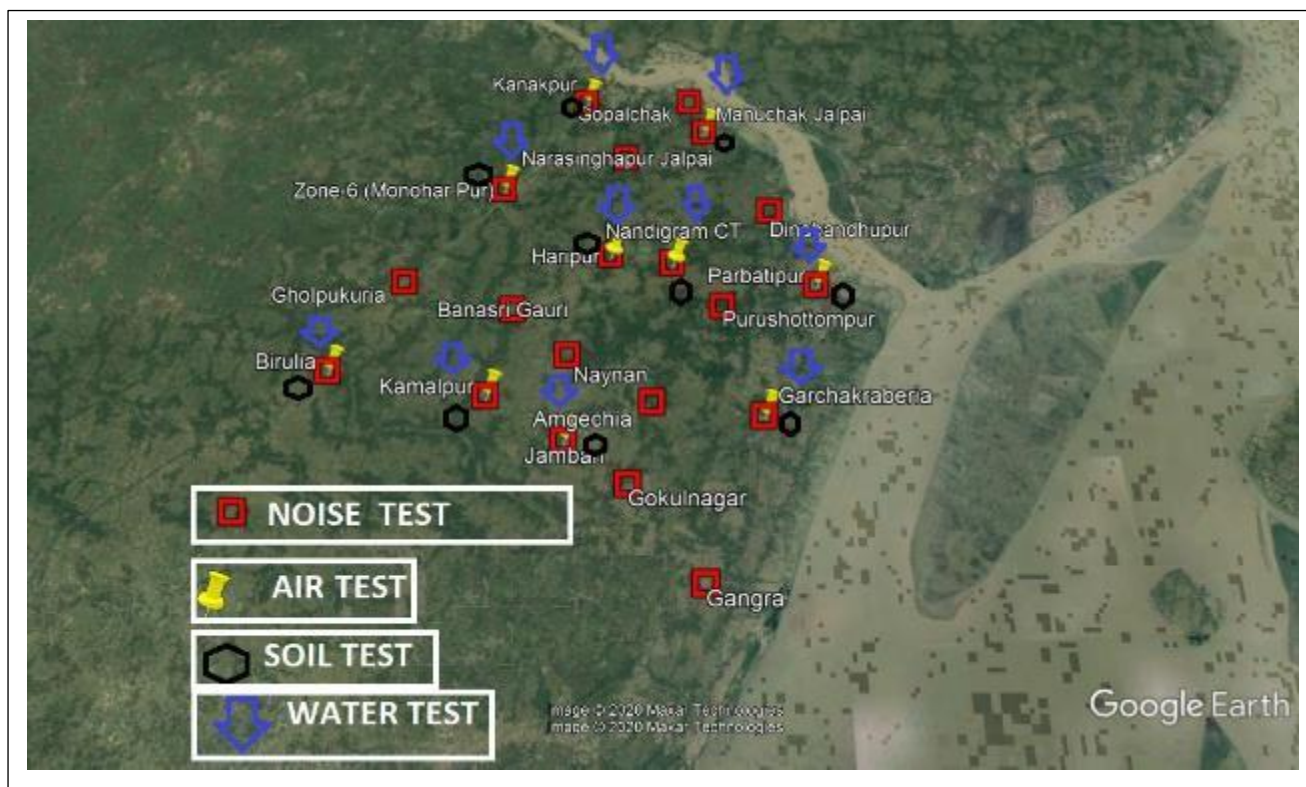 Kanakpur
Gopalchak
Manuchak Jalpai
Narasinghapur Jalpai
Zone-6 (Monohar Pur)
Nandigram CT
Dinabandhupur
Haripur
Parbatipur
Gholpukuria
Banasri Gauri
Purushottompur
Birulia
Naynan
Kamalpur
Garchakraberia
Amgechia
Jambari
Gokulnagar
NOISE TEST
AIR TEST
Gangra
SOIL TEST
WATER TEST
Image © 2020 Maxar Technologies
Image © 2020 Maxar Technologies
Google Earth